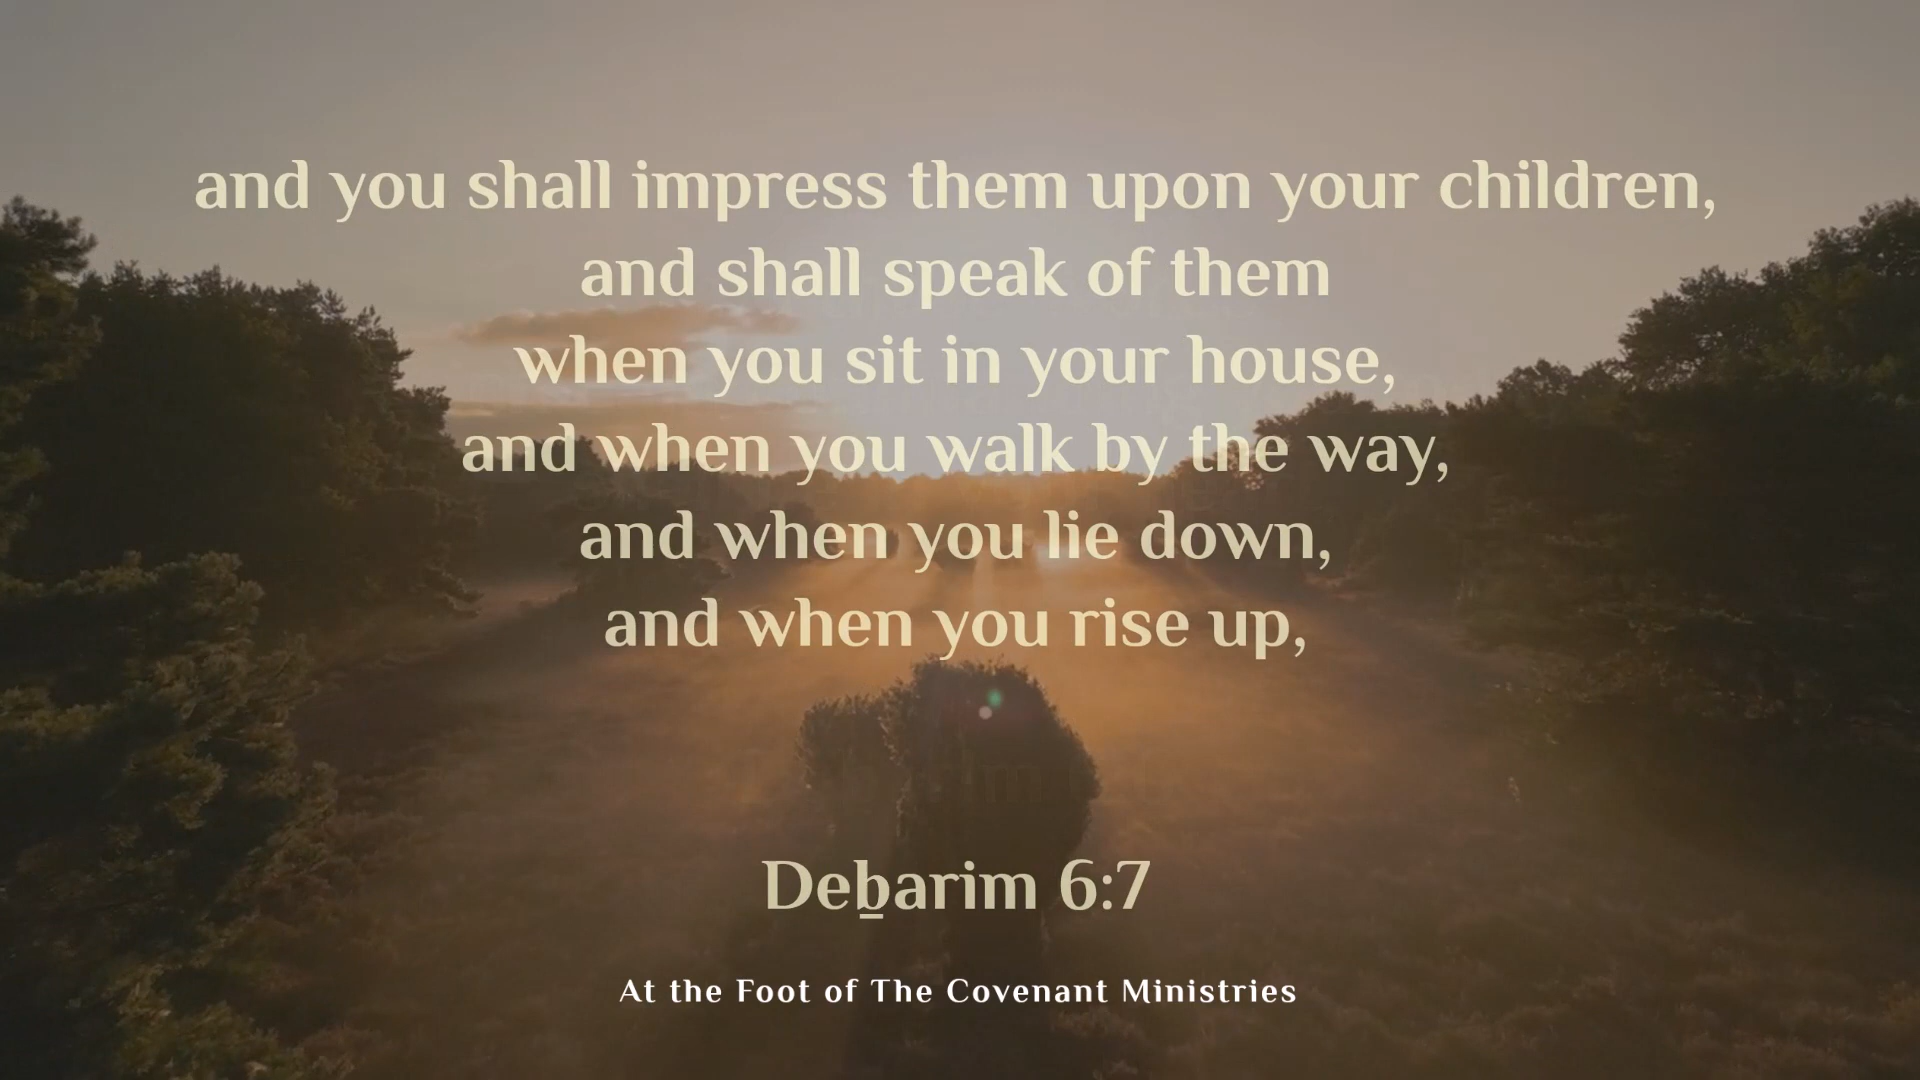 and you shall impress them upon your children,
and shall speak of them
when you sit in your house,
and when you walk by the way,
and when you lie down,
and when you rise up,
Deḇarim 6:7
At the Foot of The Covenant Ministries